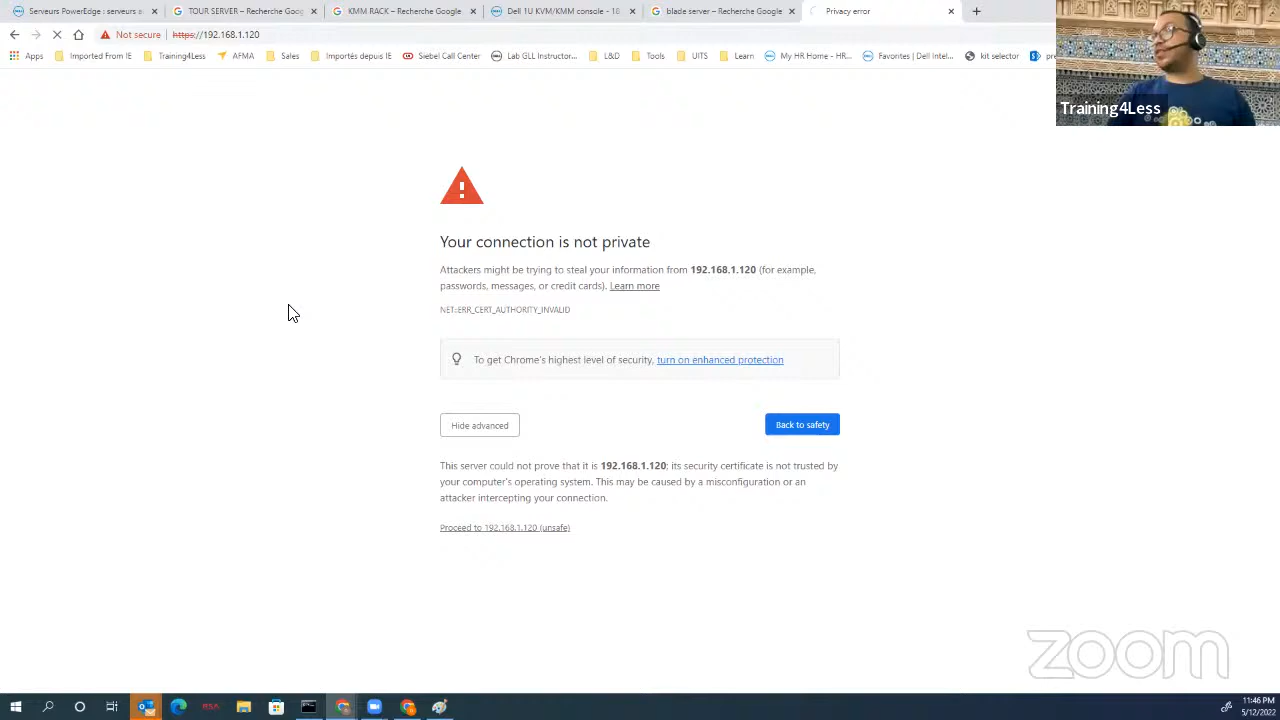 Serveurs PowerEdge : serveurs a
TOUR SERVER – Recherche Goog
KMM RACK – Recherche Google
Dell 1U KVM/KMM console - 18
blade server – Recherche Google
Privacy error
Not secure
https://192.168.1.120
Apps
Imported From IE
Training4Less
AFMA
Sales
Importer depuis IE
Siebel Call Center
Lab GLL Instructor...
L&D
Tools
UITS
Learn
My-HR Home - HR...
Favorites | Dell Intel...
kit selector
Training4Less
Your connection is not private
Attackers might be trying to steal your information from 192.168.1.120 (for example,
passwords, messages, or credit cards). Learn more
NET::ERR_CERT_AUTHORITY_INVALID
To get Chrome's highest level of security, turn on enhanced protection
Hide advanced
Back to safety
This server could not prove that it is 192.168.1.120; its security certificate is not trusted by
your computer's operating system. This may be caused by a misconfiguration or an
attacker intercepting your connection.
Proceed to 192.168.1.120 (unsafe)
zoom
RSA
11:46 PM
5/12/2022